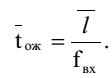 t̄ож = l̄ / fвх.